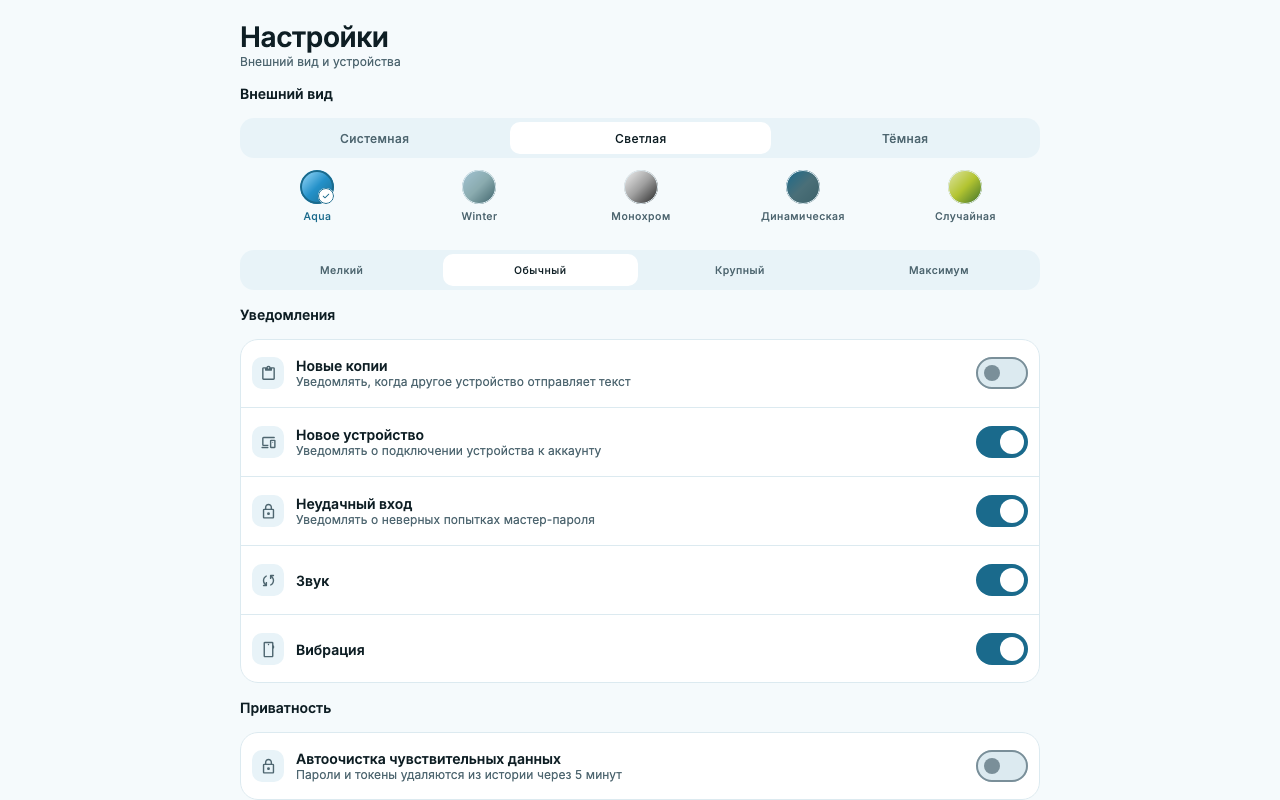 Настройки
Внешний вид и устройства
Внешний вид
Системная
Светлая
Тёмная
Aqua
Winter
Монохром
Динамическая
Случайная
Мелкий
Обычный
Крупный
Максимум
Уведомления
Новые копии
Уведомлять, когда другое устройство отправляет текст
Новое устройство
Уведомлять о подключении устройства к аккаунту
Неудачный вход
Уведомлять о неверных попытках мастер-пароля
Звук
Вибрация
Приватность
Автоочистка чувствительных данных
Пароли и токены удаляются из истории через 5 минут